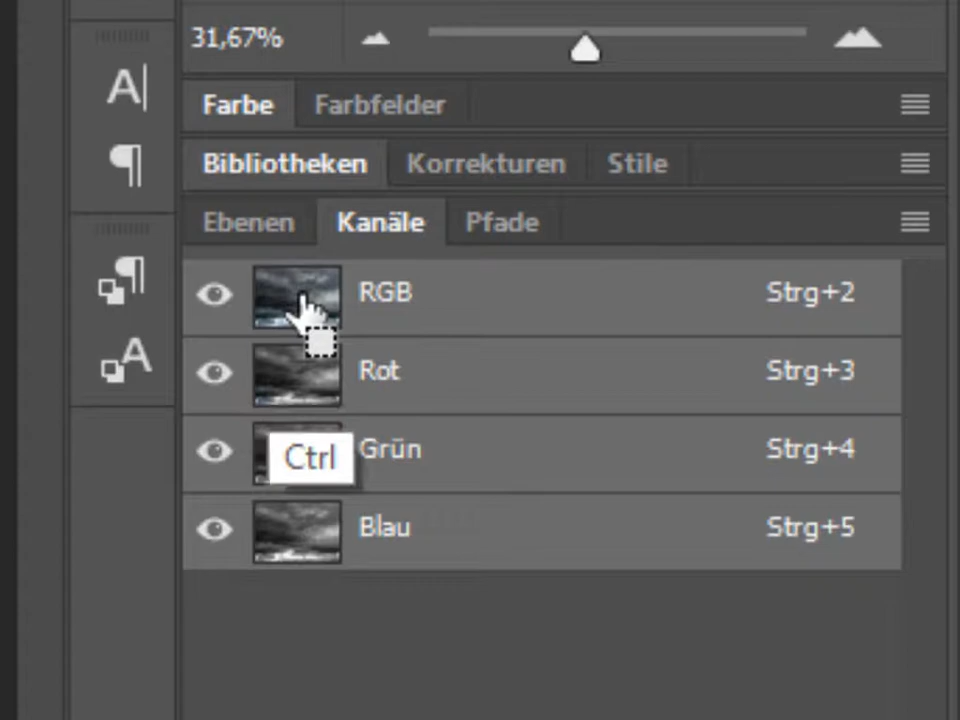 31,67%
Farbe Farbfelder
Bibliotheken Korrekturen Stile
Ebenen Kanäle Pfade
RGB Strg+2
Rot Strg+3
Grün Strg+4
Ctrl
Blau Strg+5